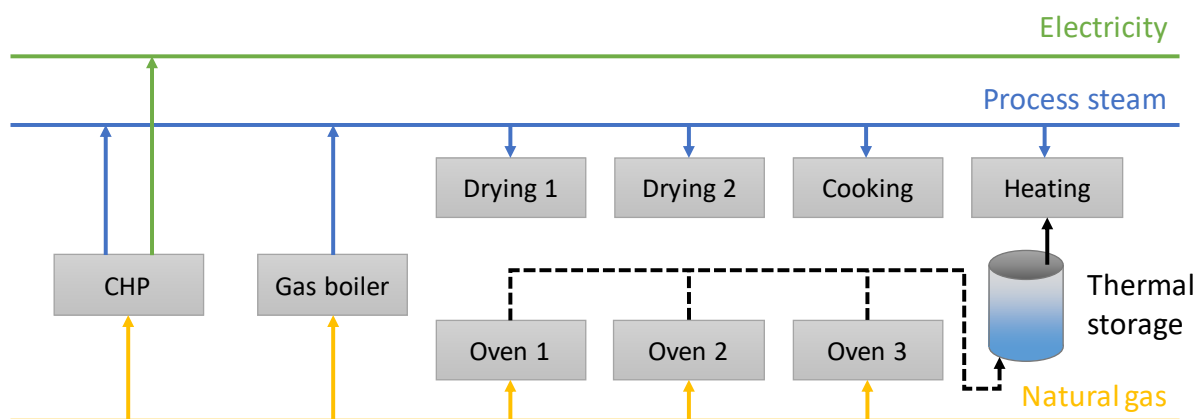 Electricity
Process steam
Drying 1
Drying 2
Cooking
Heating
CHP
Gas boiler
Thermal
storage
Oven 1
Oven 2
Oven 3
Natural gas